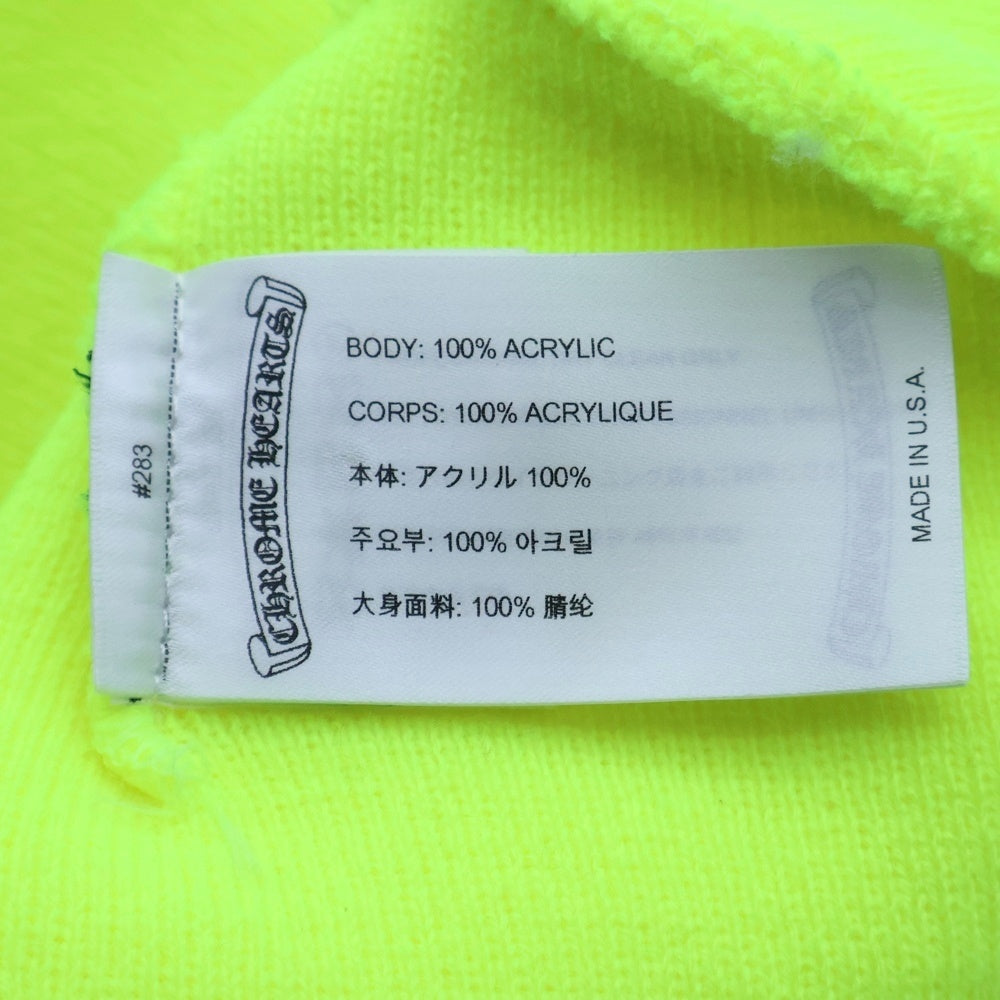 #283
CHROME HEARTS
BODY: 100% ACRYLIC
CORPS: 100% ACRYLIQUE
本体: アクリル 100%
주요부: 100% 아크릴
大身面料: 100% 腈纶
MADE IN U.S.A.